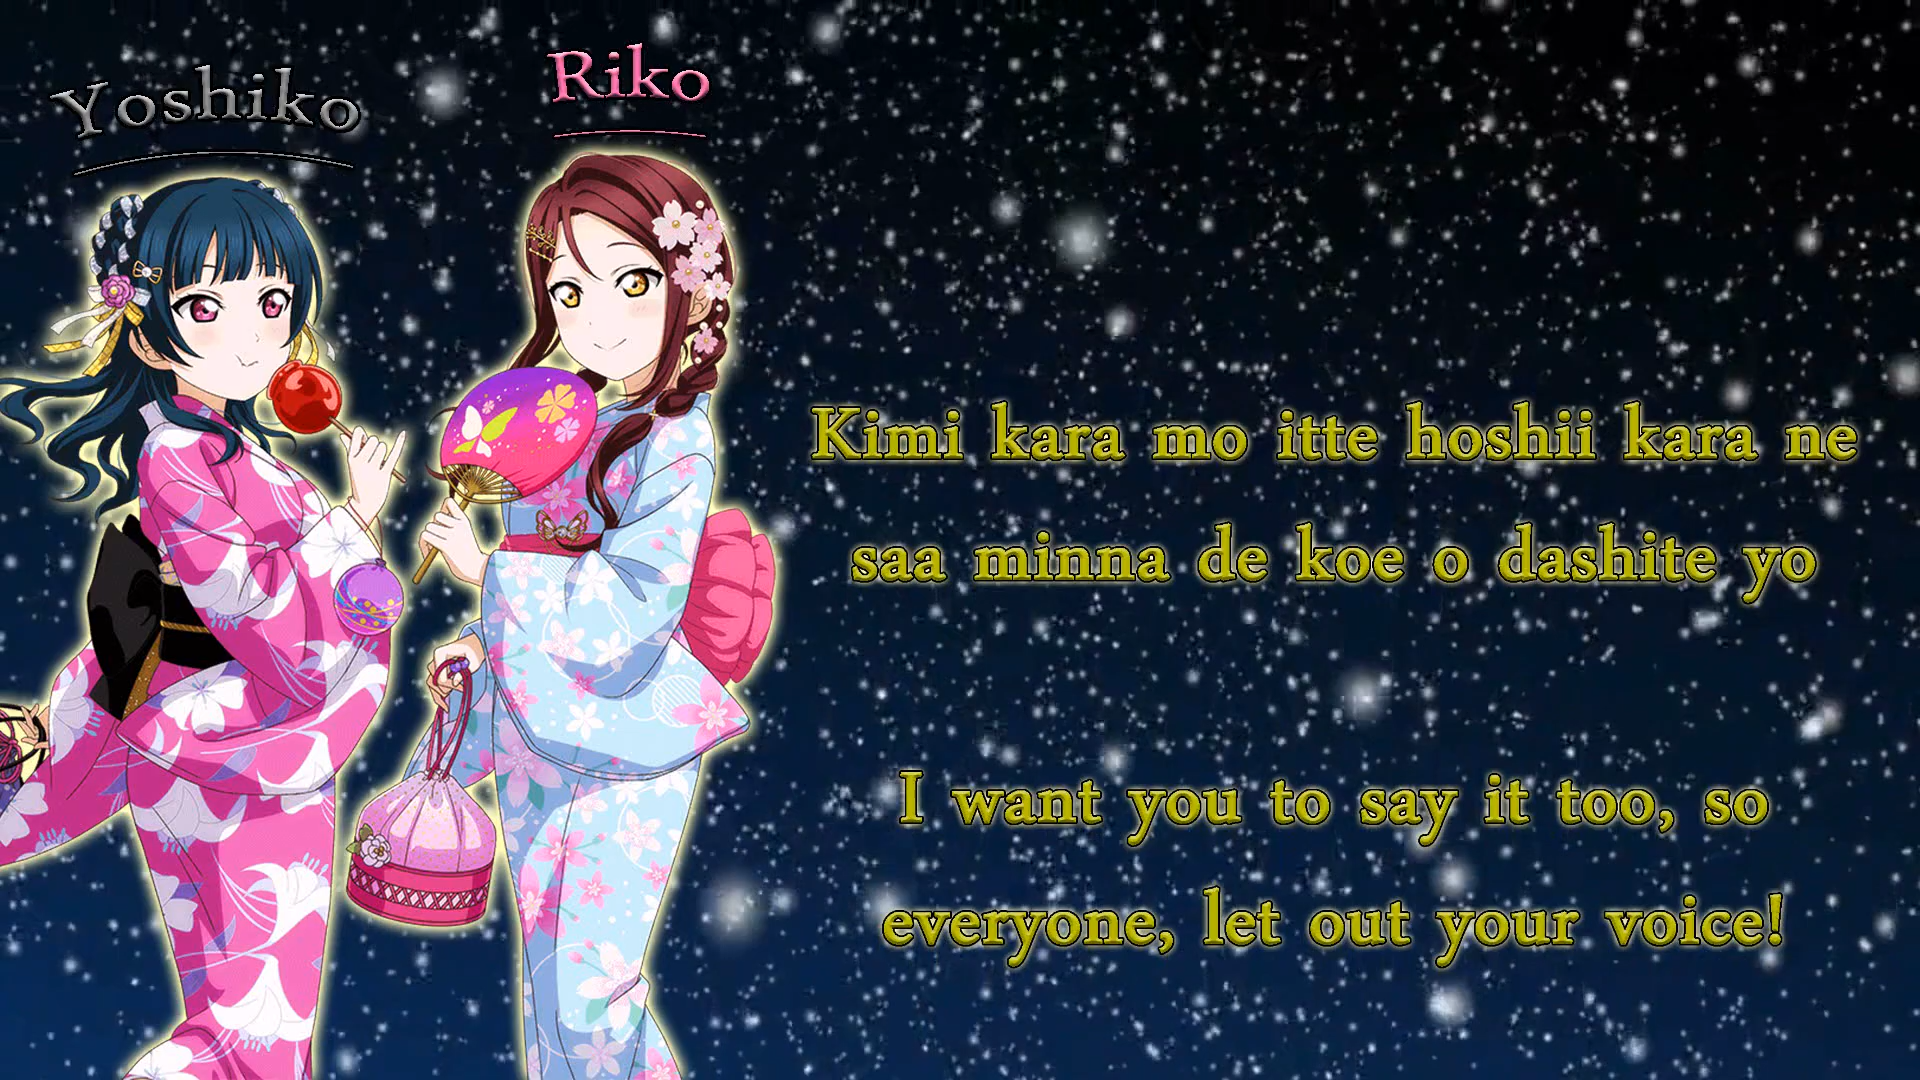 Yoshiko
Riko
Kimi kara mo itte hoshii kara ne
saa minna de koe o dashite yo
I want you to say it too, so
everyone, let out your voice!